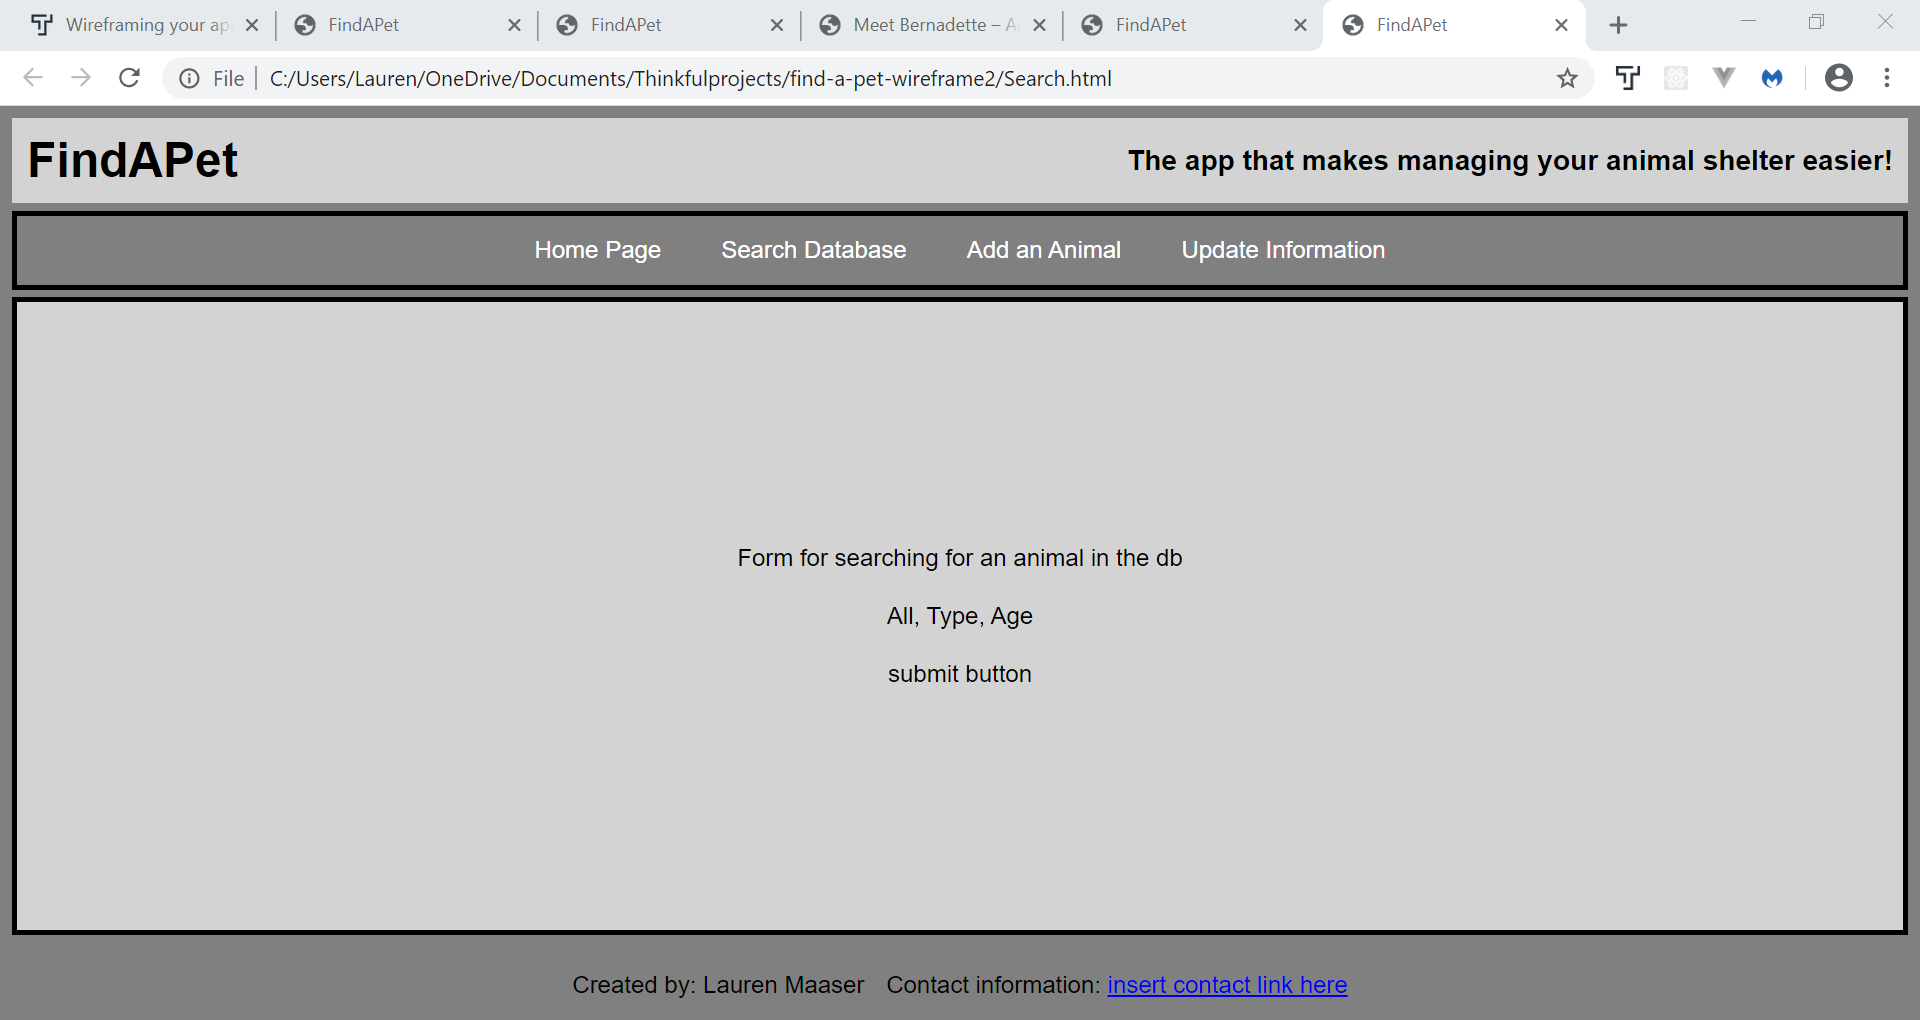 Wireframing your ap
FindAPet
FindAPet
Meet Bernadette – A
FindAPet
FindAPet
File
C:/Users/Lauren/OneDrive/Documents/Thinkfulprojects/find-a-pet-wireframe2/Search.html
FindAPet
The app that makes managing your animal shelter easier!
Home Page Search Database Add an Animal Update Information
Form for searching for an animal in the db
All, Type, Age
submit button
Created by: Lauren Maaser Contact information: insert contact link here